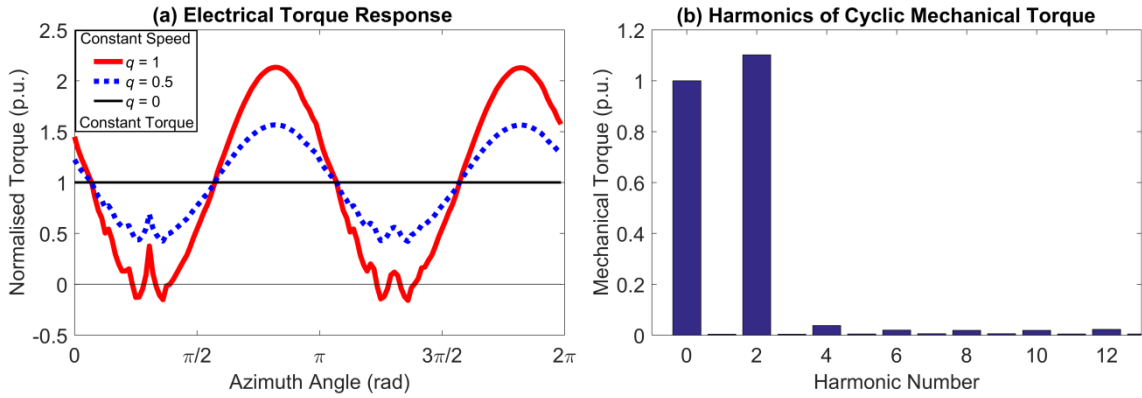 (a) Electrical Torque Response
Normalised Torque (p.u.)
2.5
2
1.5
1
0.5
0
-0.5
Constant Speed
q = 1
q = 0.5
q = 0
Constant Torque
0 π/2 π 3π/2 2π
Azimuth Angle (rad)
(b) Harmonics of Cyclic Mechanical Torque
Mechanical Torque (p.u.)
1.2
1
0.8
0.6
0.4
0.2
0
0 2 4 6 8 10 12
Harmonic Number